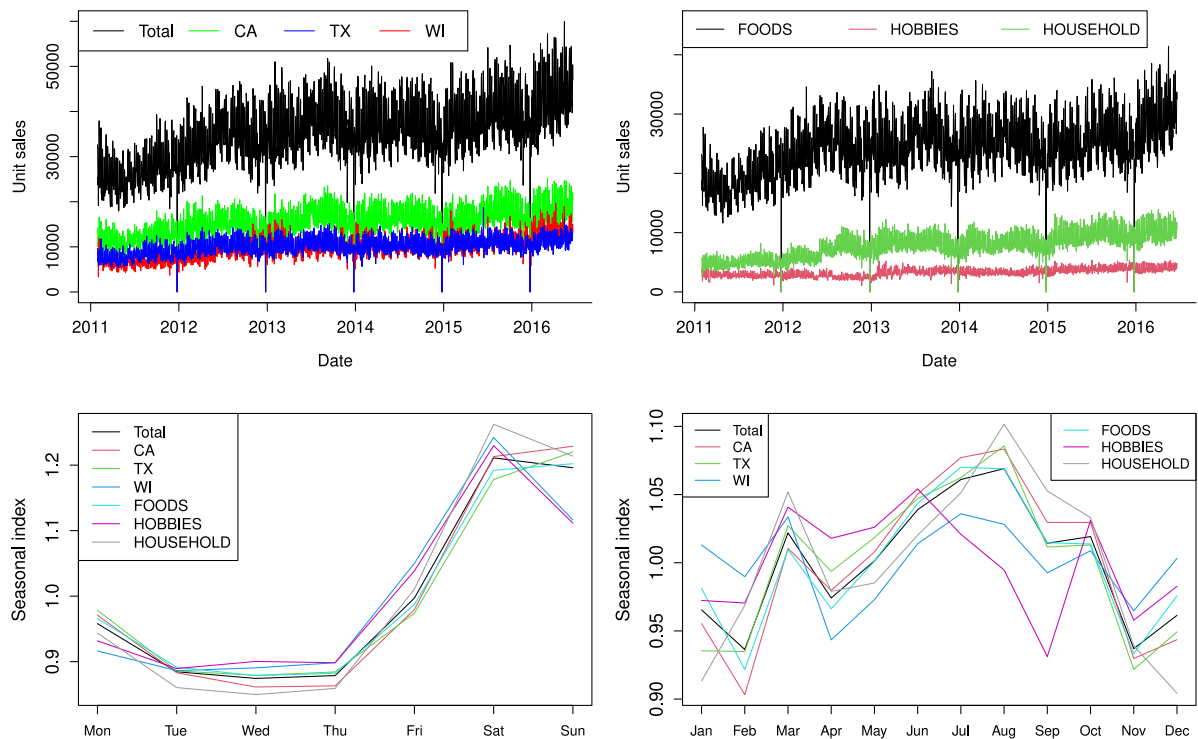 Total CA TX WI
Unit sales
0 10000 30000 50000
2011 2012 2013 2014 2015 2016
Date
FOODS HOBBIES HOUSEHOLD
Unit sales
0 10000 30000
2011 2012 2013 2014 2015 2016
Date
Total
CA
TX
WI
FOODS
HOBBIES
HOUSEHOLD
Seasonal index
0.9 1.0 1.1 1.2
Mon Tue Wed Thu Fri Sat Sun
Total
CA
TX
WI
FOODS
HOBBIES
HOUSEHOLD
Seasonal index
0.90 0.95 1.00 1.05 1.10
Jan Feb Mar Apr May Jun Jul Aug Sep Oct Nov Dec